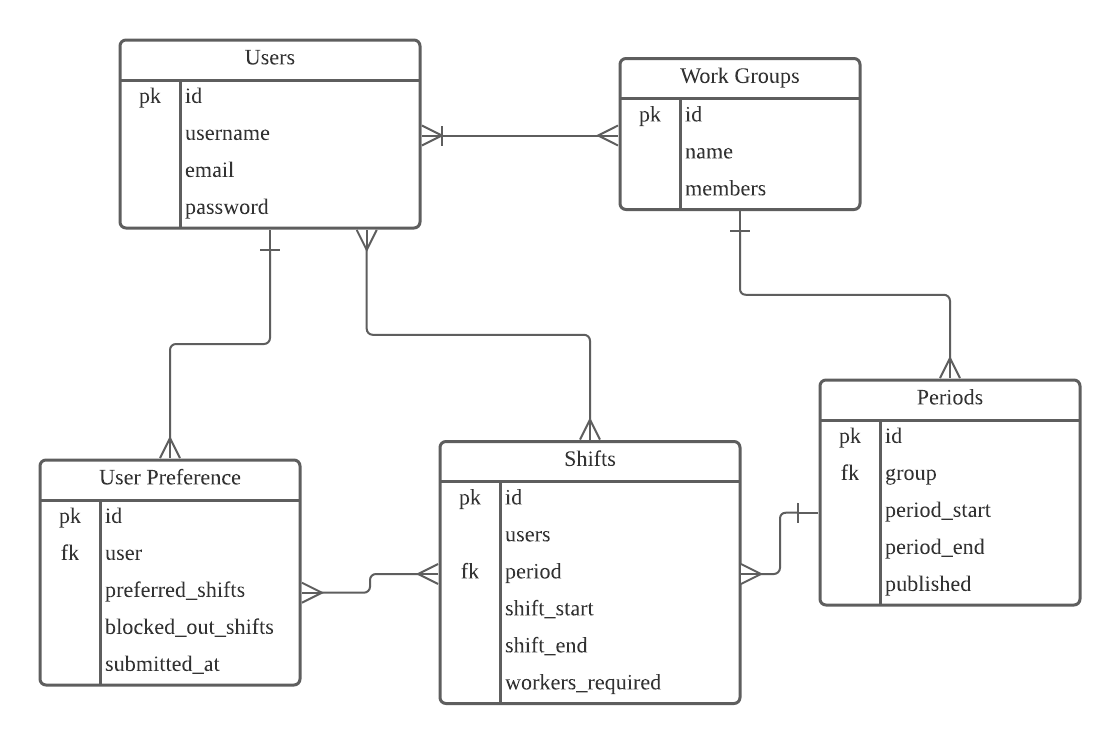 Users
pk id
username
email
password
Work Groups
pk id
name
members
Periods
pk id
fk group
period_start
period_end
published
User Preference
pk id
fk user
preferred_shifts
blocked_out_shifts
submitted_at
Shifts
pk id
users
fk period
shift_start
shift_end
workers_required